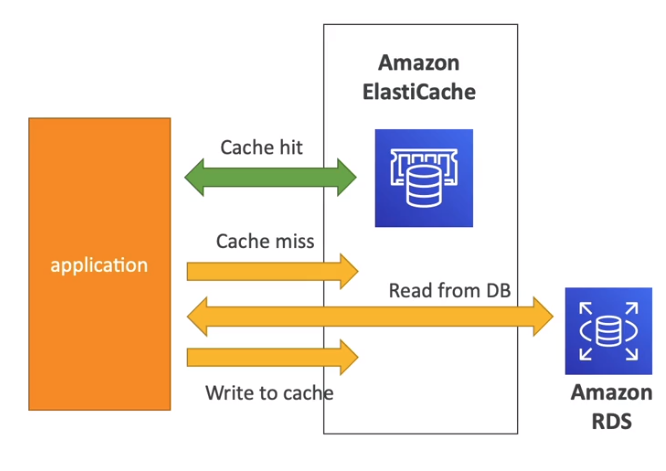 Amazon
ElastiCache
Cache hit
application
Cache miss
Read from DB
Write to cache
Amazon
RDS